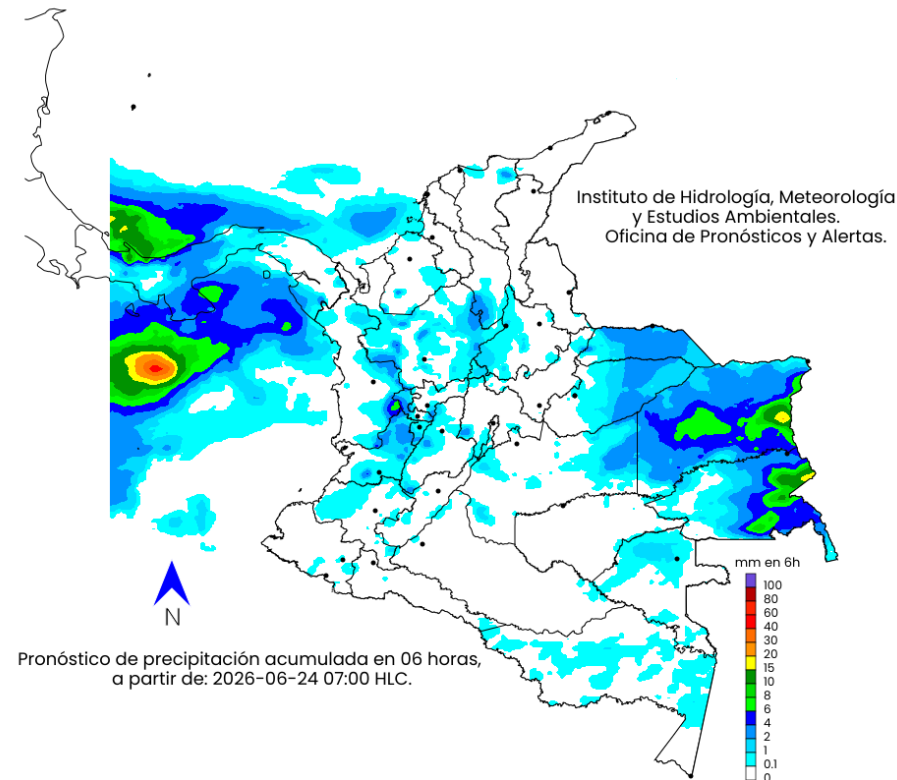 Instituto de Hidrología, Meteorología
y Estudios Ambientales.
Oficina de Pronósticos y Alertas.
mm en 6h
100
80
60
40
30
20
15
10
8
6
4
2
1
0.1
0
N
Pronóstico de precipitación acumulada en 06 horas,
a partir de: 2026-06-24 07:00 HLC.